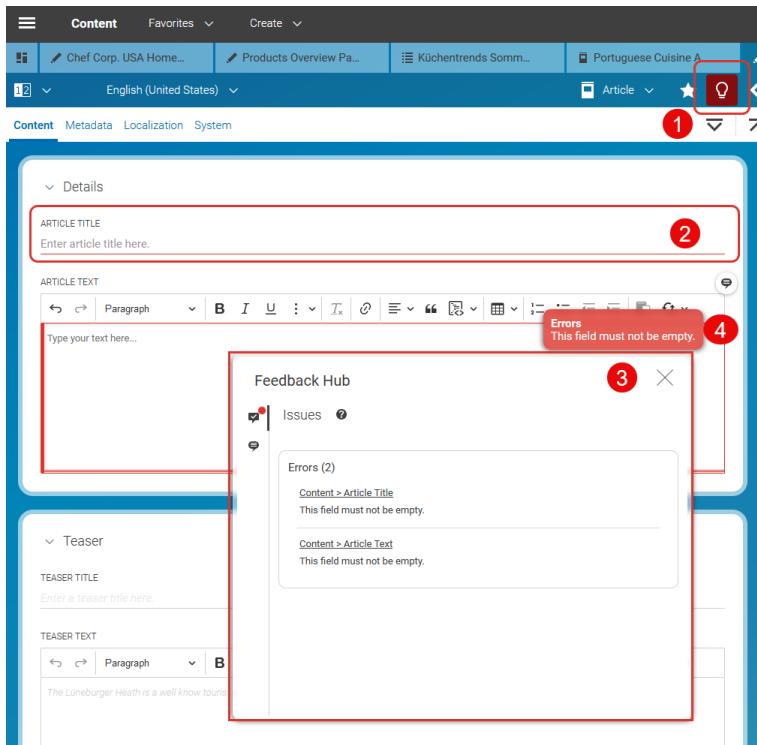 Content Favorites Create
Chef Corp. USA Home... Products Overview Pa... Küchentrends Somm... Portuguese Cuisine A
12 English (United States) Article
1
Content Metadata Localization System
Details
ARTICLE TITLE
Enter article title here.
2
ARTICLE TEXT
Paragraph B I U
Errors
This field must not be empty.
4
Type your text here...
Feedback Hub
3
Issues
Errors (2)
Content > Article Title
This field must not be empty.
Content > Article Text
This field must not be empty.
Teaser
TEASER TITLE
Enter a teaser title here.
TEASER TEXT
Paragraph B
The Lüneburger Heath is a well know